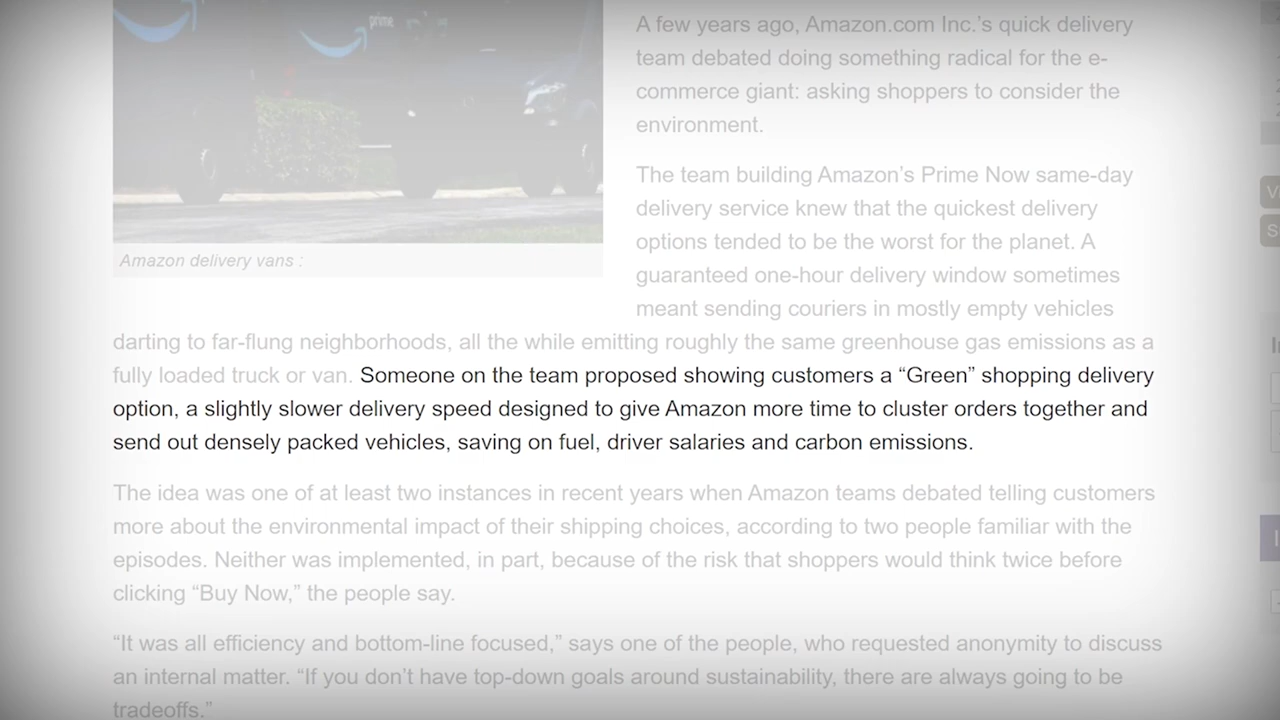 prime
A few years ago, Amazon.com Inc.’s quick delivery
team debated doing something radical for the e-
commerce giant: asking shoppers to consider the
environment.
The team building Amazon’s Prime Now same-day
delivery service knew that the quickest delivery
options tended to be the worst for the planet. A
guaranteed one-hour delivery window sometimes
meant sending couriers in mostly empty vehicles
Amazon delivery vans :
darting to far-flung neighborhoods, all the while emitting roughly the same greenhouse gas emissions as a
fully loaded truck or van. Someone on the team proposed showing customers a “Green” shopping delivery
option, a slightly slower delivery speed designed to give Amazon more time to cluster orders together and
send out densely packed vehicles, saving on fuel, driver salaries and carbon emissions.
The idea was one of at least two instances in recent years when Amazon teams debated telling customers
more about the environmental impact of their shipping choices, according to two people familiar with the
episodes. Neither was implemented, in part, because of the risk that shoppers would think twice before
clicking “Buy Now,” the people say.
“It was all efficiency and bottom-line focused,” says one of the people, who requested anonymity to discuss
an internal matter. “If you don’t have top-down goals around sustainability, there are always going to be
tradeoffs.”